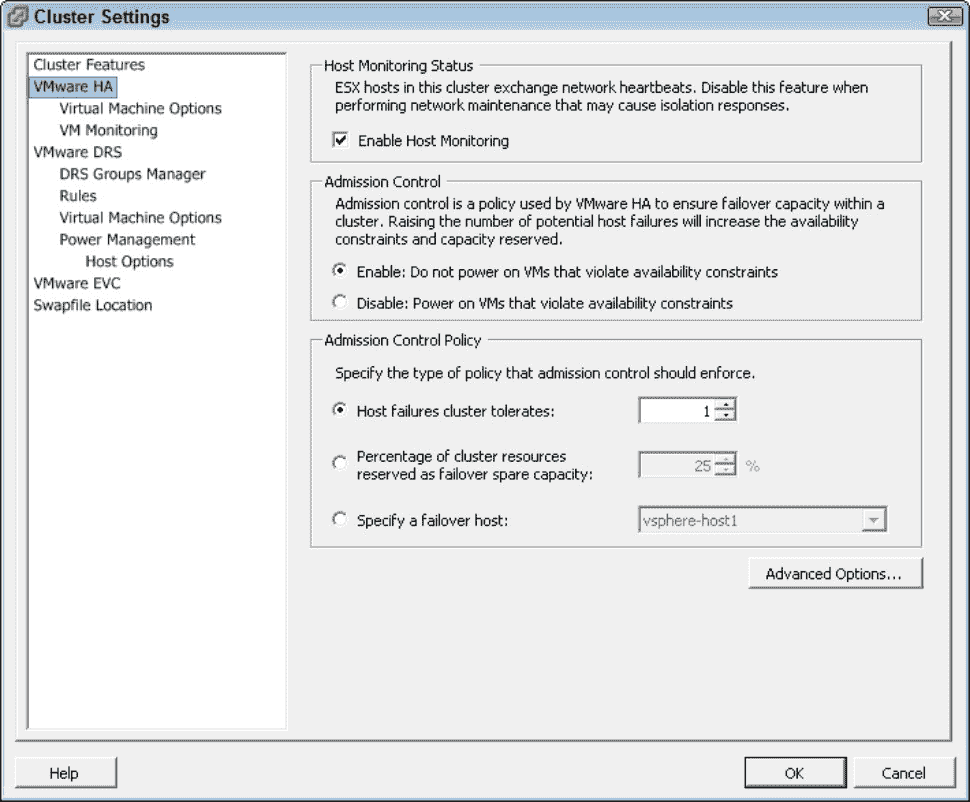 Cluster Settings
Cluster Features
VMware HA
Virtual Machine Options
VM Monitoring
VMware DRS
DRS Groups Manager
Rules
Virtual Machine Options
Power Management
Host Options
VMware EVC
Swapfile Location
Host Monitoring Status
ESX hosts in this cluster exchange network heartbeats. Disable this feature when
performing network maintenance that may cause isolation responses.
Enable Host Monitoring
Admission Control
Admission control is a policy used by VMware HA to ensure failover capacity within a
cluster. Raising the number of potential host failures will increase the availability
constraints and capacity reserved.
Enable: Do not power on VMs that violate availability constraints
Disable: Power on VMs that violate availability constraints
Admission Control Policy
Specify the type of policy that admission control should enforce.
Host failures cluster tolerates: 1
Percentage of cluster resources
reserved as failover spare capacity: 25 %
Specify a failover host: vsphere-host1
Advanced Options...
Help OK Cancel